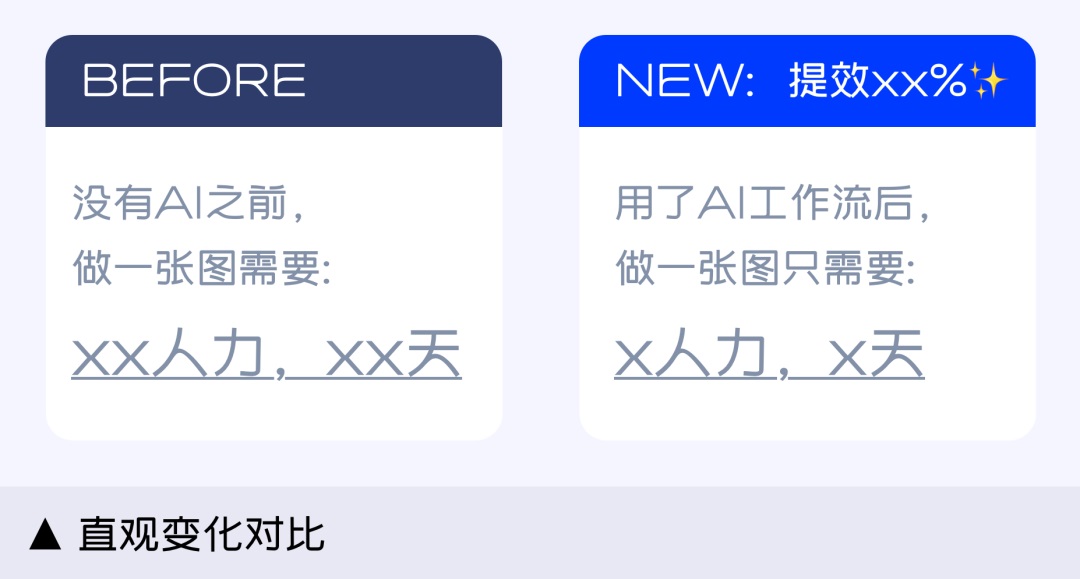 BEFORE
没有AI之前，
做一张图需要：
xx人力，xx天
NEW：提效xx%✨
用了AI工作流后，
做一张图只需要：
x人力，x天
▲ 直观变化对比